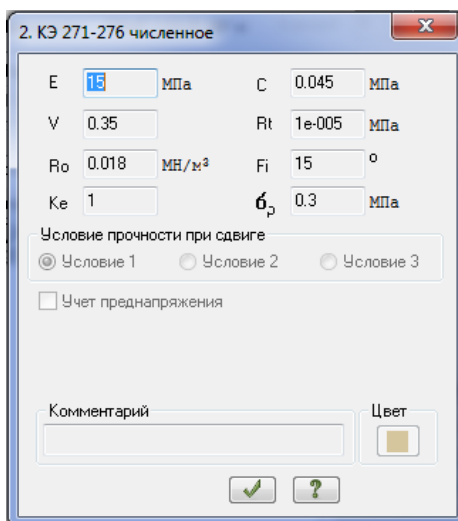 2. КЭ 271-276 численное
E 15 МПа C 0.045 МПа
V 0.35 Rt 1e-005 МПа
Ro 0.018 МН/м³ Fi 15 °
Ke 1 σр 0.3 МПа
Условие прочности при сдвиге
Условие 1 Условие 2 Условие 3
Учет преднапряжения
Комментарий Цвет
?